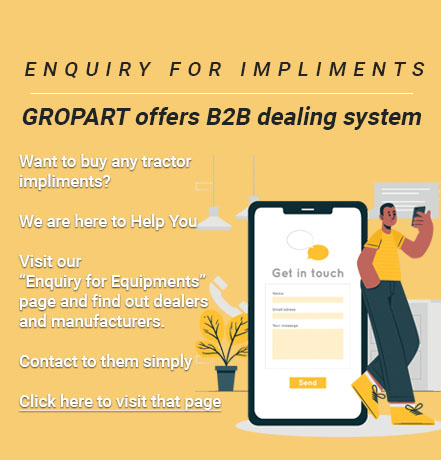 ENQUIRY FOR IMPLIMENTS
GROPART offers B2B dealing system
Want to buy any tractor
impliments?
We are here to Help You
Visit our
“Enquiry for Equipments”
page and find out dealers
and manufacturers.
Contact to them simply
Click here to visit that page
Get in touch
Name
Email adress
Your message
Send